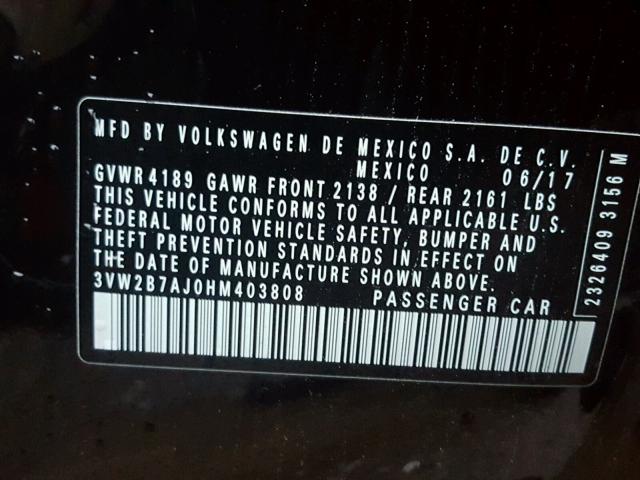 MFD BY VOLKSWAGEN DE MEXICO S.A. DE C.V.
MEXICO 06/17
GVWR 4189 GAWR FRONT 2138 / REAR 2161 LBS
THIS VEHICLE CONFORMS TO ALL APPLICABLE U.S.
FEDERAL MOTOR VEHICLE SAFETY, BUMPER AND
THEFT PREVENTION STANDARDS IN EFFECT ON
THE DATE OF MANUFACTURE SHOWN ABOVE.
3VW2B7AJ0HM403808 PASSENGER CAR
2326409 3156 M